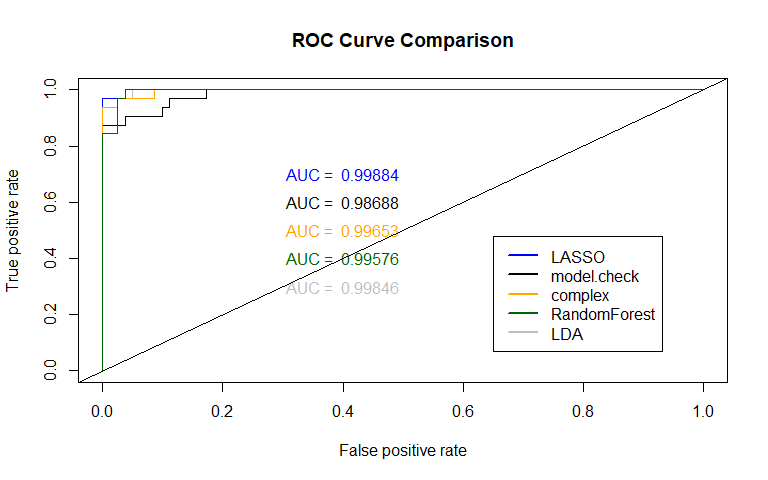 ROC Curve Comparison
True positive rate
1.0
0.8
0.6
0.4
0.2
0.0
AUC = 0.99884
AUC = 0.98688
AUC = 0.99653
AUC = 0.99576
AUC = 0.99846
LASSO
model.check
complex
RandomForest
LDA
0.0 0.2 0.4 0.6 0.8 1.0
False positive rate